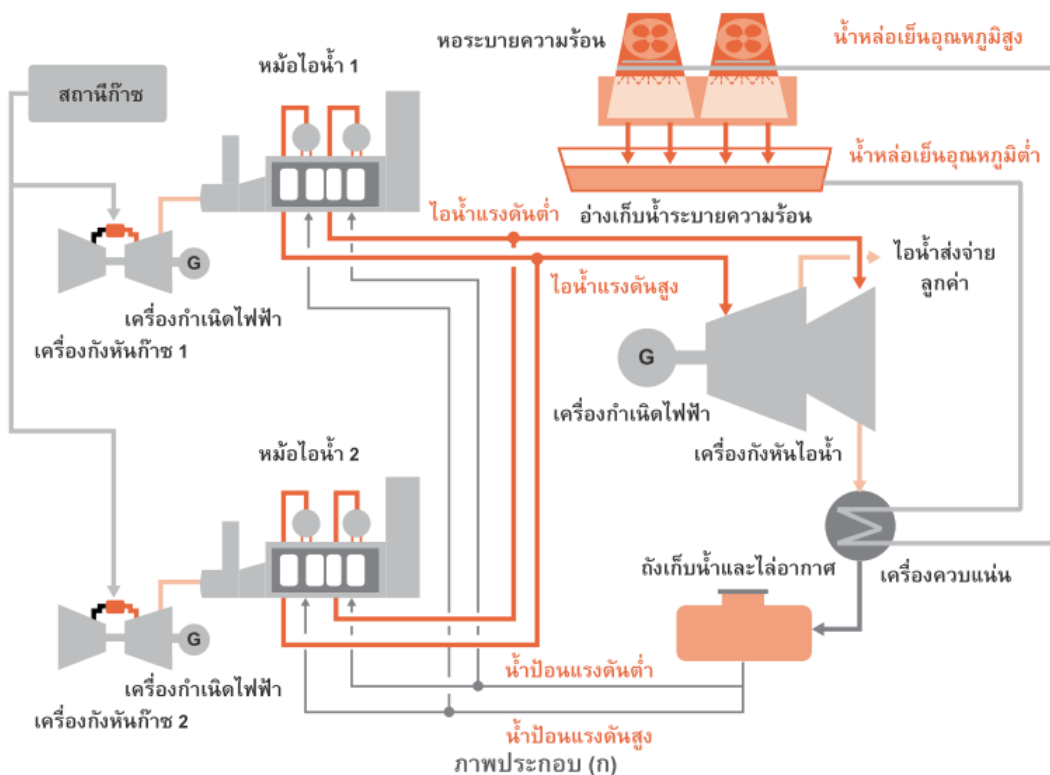 หอระบายความร้อน
น้ำหล่อเย็นอุณหภูมิสูง
หม้อไอน้ำ 1
สถานีก๊าซ
น้ำหล่อเย็นอุณหภูมิต่ำ
ไอน้ำแรงดันต่ำ
อ่างเก็บน้ำระบายความร้อน
G
ไอน้ำแรงดันสูง
ไอน้ำส่งจ่าย
ลูกค้า
เครื่องกำเนิดไฟฟ้า
เครื่องกังหันก๊าซ 1
G
เครื่องกำเนิดไฟฟ้า
เครื่องกังหันไอน้ำ
หม้อไอน้ำ 2
ถังเก็บน้ำและไล่อากาศ
เครื่องควบแน่น
G
เครื่องกำเนิดไฟฟ้า
เครื่องกังหันก๊าซ 2
น้ำป้อนแรงดันต่ำ
น้ำป้อนแรงดันสูง
ภาพประกอบ (ก)